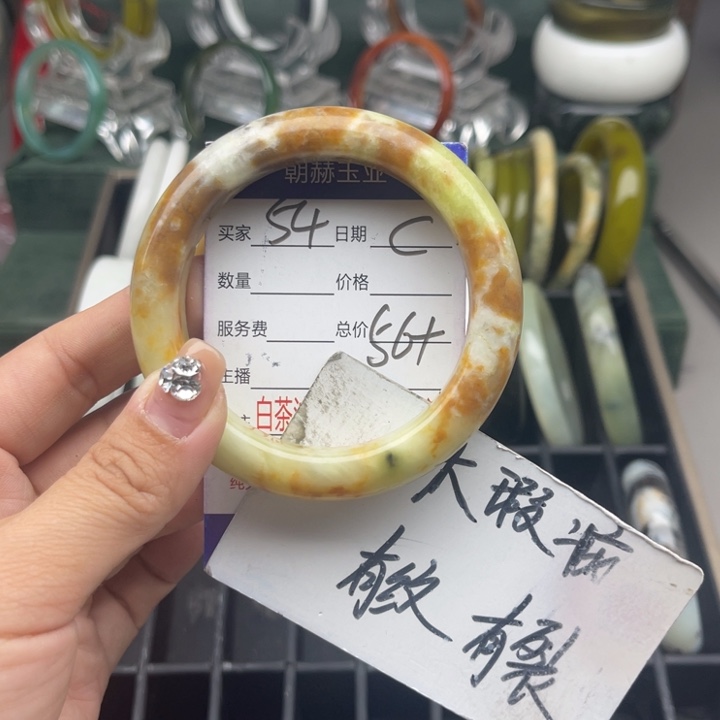 朝赫玉业
买家 54 日期 C
数量 价格
服务费 总价 56+
主播
白茶
大瑕疵
有纹 有裂